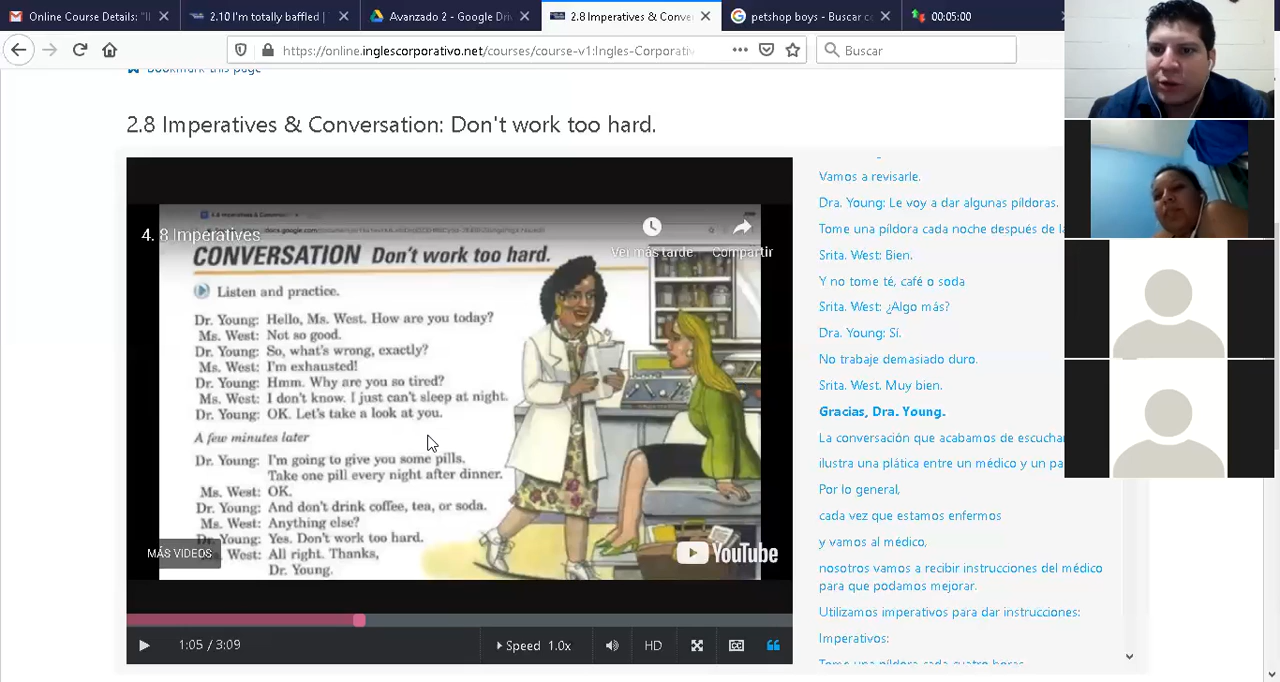 Online Course Details: "I
2.10 I'm totally baffled |
Avanzado 2 - Google Dri
2.8 Imperatives & Conver
petshop boys - Buscar c
00:05:00
https://online.inglescorporativo.net/courses/course-v1:Ingles-Corporativ
Buscar
Bookmark this page
2.8 Imperatives & Conversation: Don't work too hard.
4. 8 Imperatives
Ver más tarde
Compartir
CONVERSATION Don't work too hard.
Listen and practice.
Dr. Young: Hello, Ms. West. How are you today?
Ms. West: Not so good.
Dr. Young: So, what's wrong, exactly?
Ms. West: I'm exhausted!
Dr. Young: Hmm. Why are you so tired?
Ms. West: I don't know. I just can't sleep at night.
Dr. Young: OK. Let's take a look at you.
A few minutes later
Dr. Young: I'm going to give you some pills.
Take one pill every night after dinner.
Ms. West: OK.
Dr. Young: And don't drink coffee, tea, or soda.
Ms. West: Anything else?
Dr. Young: Yes. Don't work too hard.
West: All right. Thanks,
Dr. Young.
MÁS VIDEOS
YouTube
1:05 / 3:09
Speed 1.0x
HD
Vamos a revisarle.
Dra. Young: Le voy a dar algunas píldoras.
Tome una píldora cada noche después de la
Srita. West: Bien.
Y no tome té, café o soda
Srita. West: ¿Algo más?
Dra. Young: Sí.
No trabaje demasiado duro.
Srita. West. Muy bien.
Gracias, Dra. Young.
La conversación que acabamos de escuchar
ilustra una plática entre un médico y un pa
Por lo general,
cada vez que estamos enfermos
y vamos al médico,
nosotros vamos a recibir instrucciones del médico
para que podamos mejorar.
Utilizamos imperativos para dar instrucciones:
Imperativos:
Tome una píldora cada cuatro horas